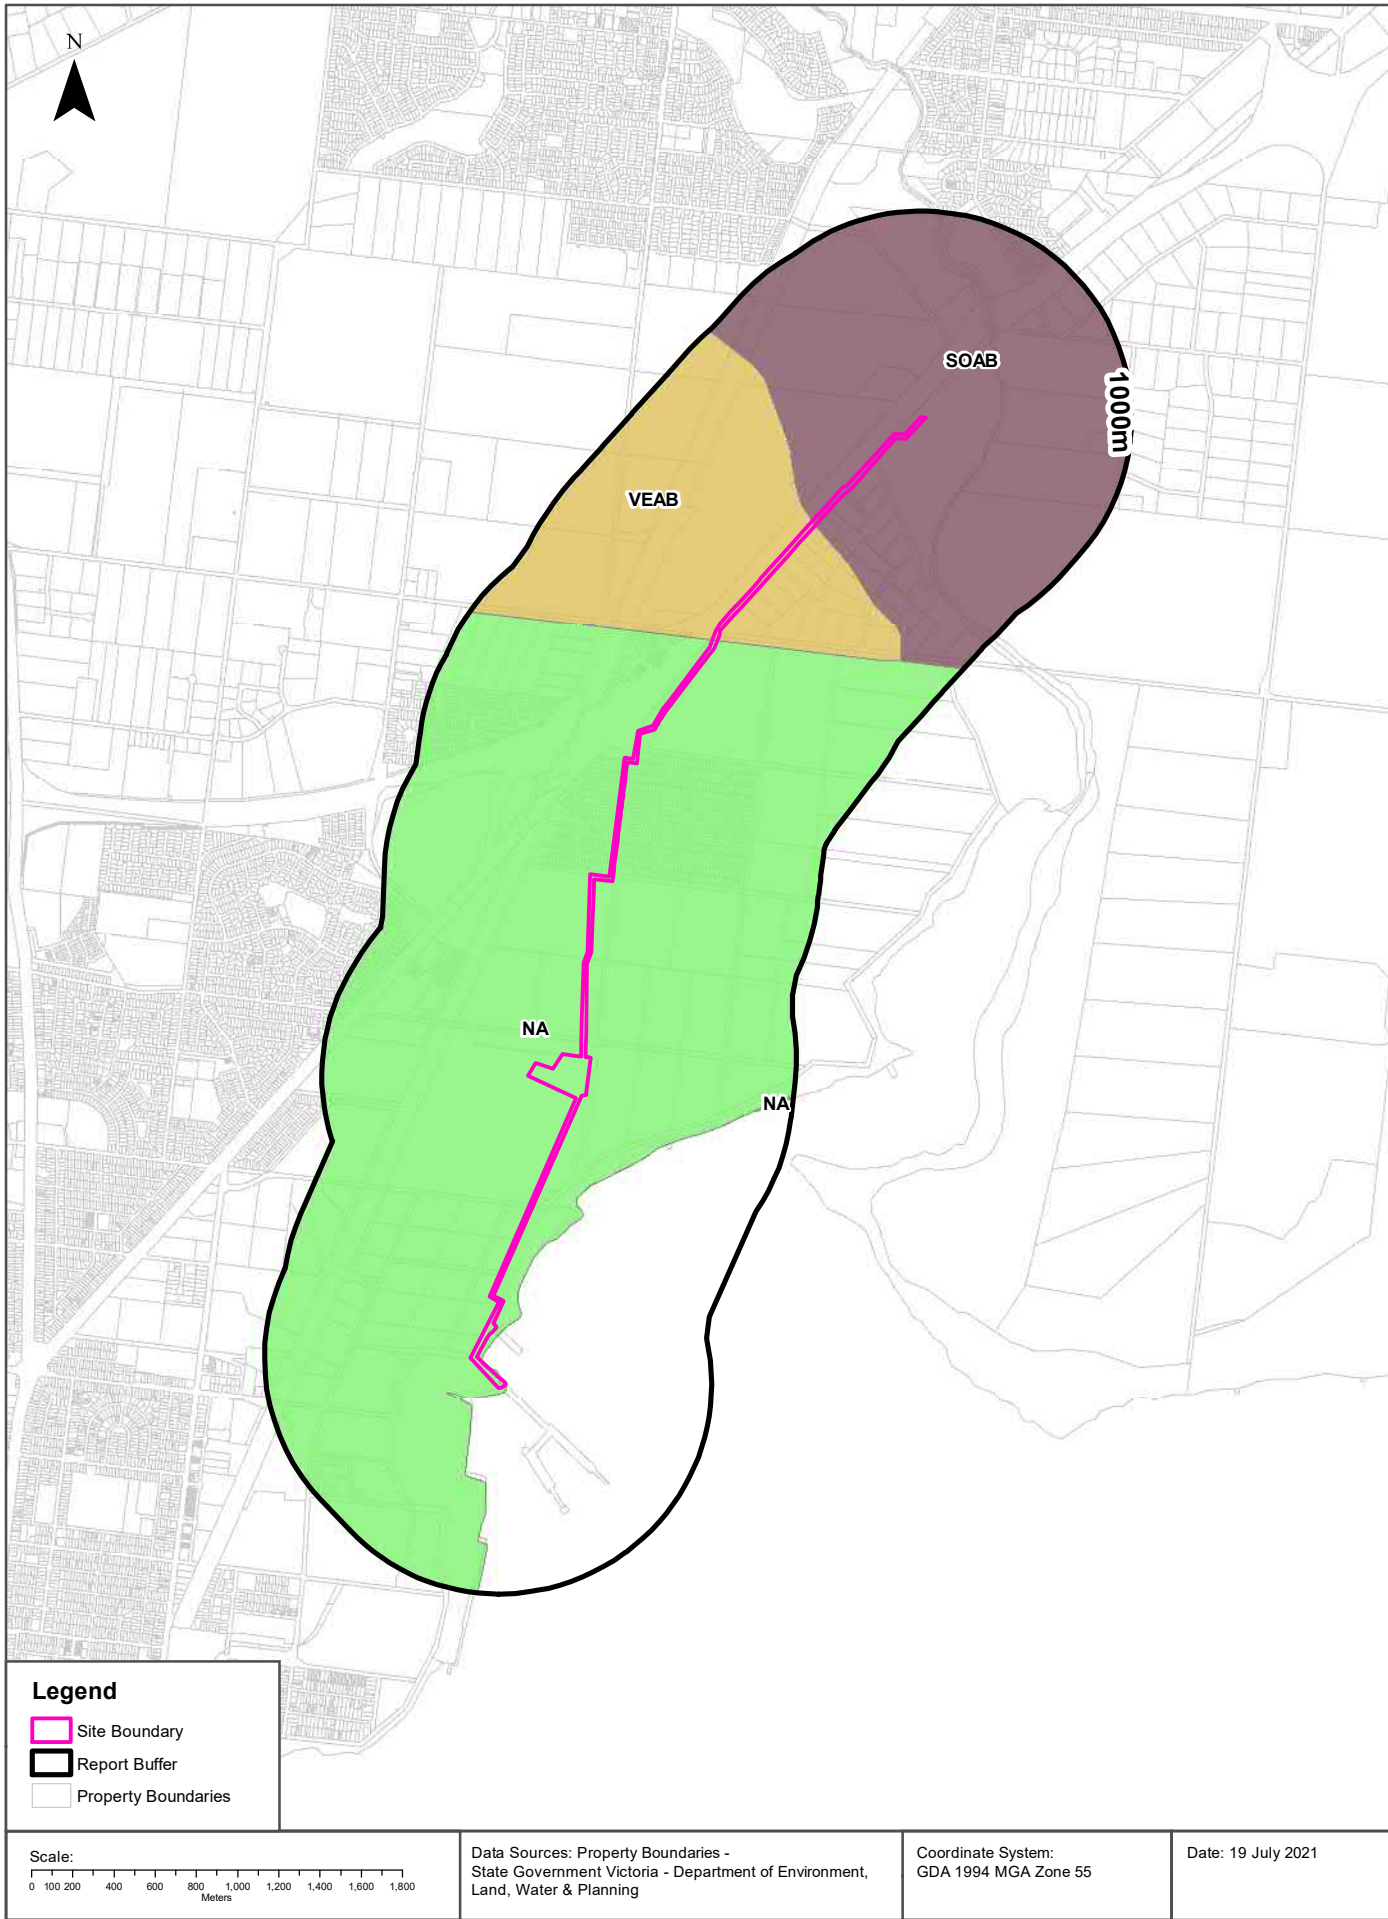 N
SOAB
1000m
VEAB
NA
NA
Legend
Site Boundary
Report Buffer
Property Boundaries
Scale:
0 100 200 400 600 800 1,000 1,200 1,400 1,600 1,800
Meters
Data Sources: Property Boundaries -
State Government Victoria - Department of Environment,
Land, Water & Planning
Coordinate System:
GDA 1994 MGA Zone 55
Date: 19 July 2021